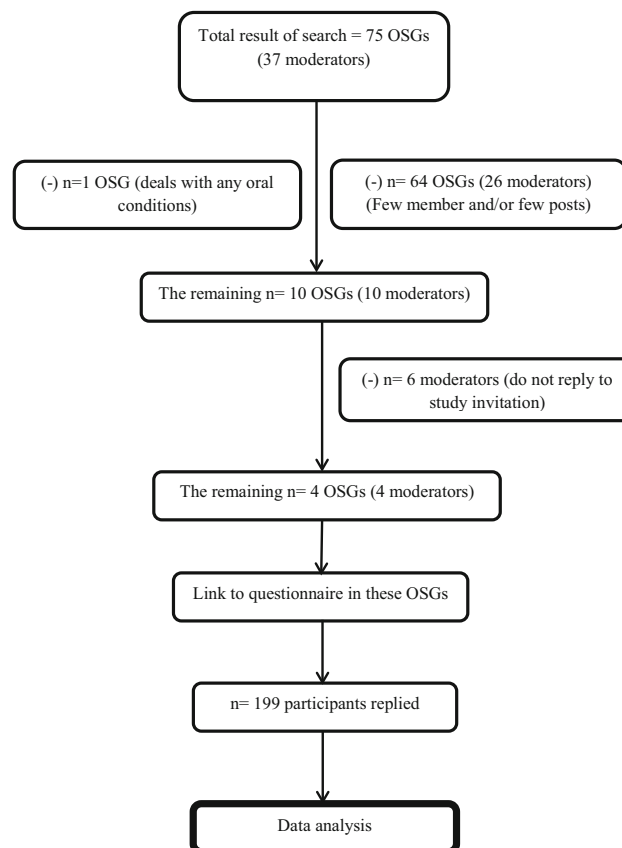 Total result of search = 75 OSGs
(37 moderators)
(-) n=1 OSG (deals with any oral
conditions)
(-) n= 64 OSGs (26 moderators)
(Few member and/or few posts)
The remaining n= 10 OSGs (10 moderators)
(-) n= 6 moderators (do not reply to
study invitation)
The remaining n= 4 OSGs (4 moderators)
Link to questionnaire in these OSGs
n= 199 participants replied
Data analysis